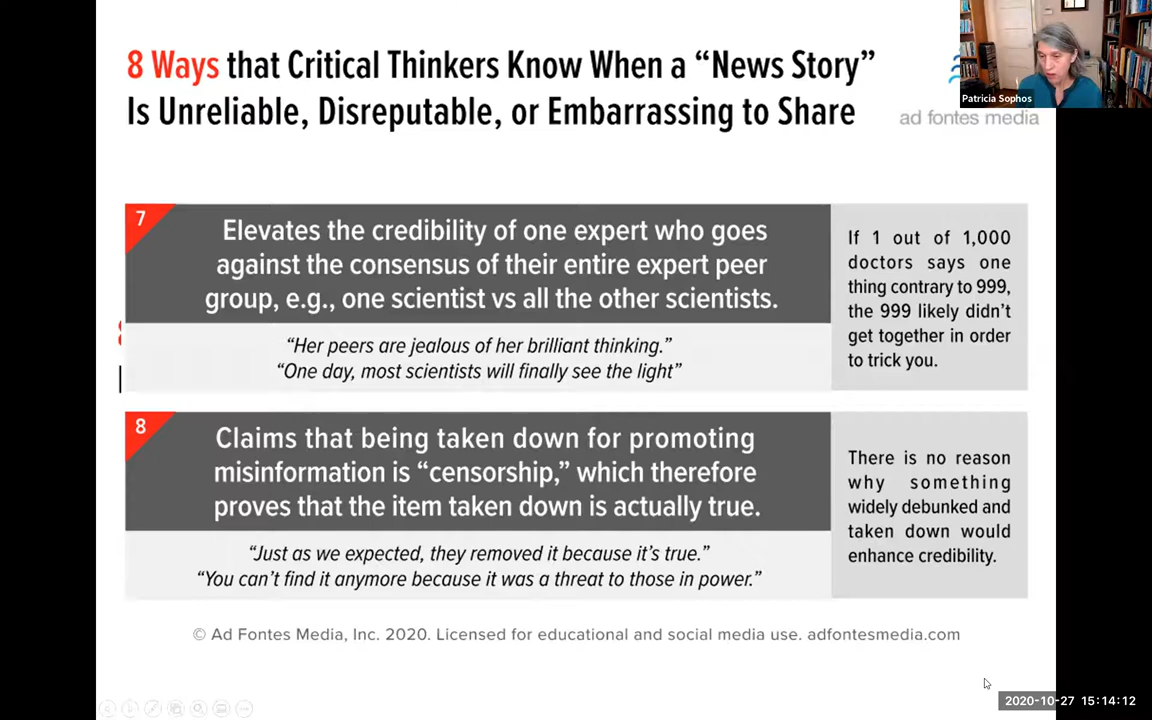 8 Ways that Critical Thinkers Know When a “News Story”
Is Unreliable, Disreputable, or Embarrassing to Share
Patricia Sophos
ad fontes media
7
Elevates the credibility of one expert who goes
against the consensus of their entire expert peer
group, e.g., one scientist vs all the other scientists.
“Her peers are jealous of her brilliant thinking.”
“One day, most scientists will finally see the light”
If 1 out of 1,000
doctors says one
thing contrary to 999,
the 999 likely didn’t
get together in order
to trick you.
8
Claims that being taken down for promoting
misinformation is “censorship,” which therefore
proves that the item taken down is actually true.
“Just as we expected, they removed it because it’s true.”
“You can’t find it anymore because it was a threat to those in power.”
There is no reason
why something
widely debunked and
taken down would
enhance credibility.
© Ad Fontes Media, Inc. 2020. Licensed for educational and social media use. adfontesmedia.com
2020-10-27 15:14:12